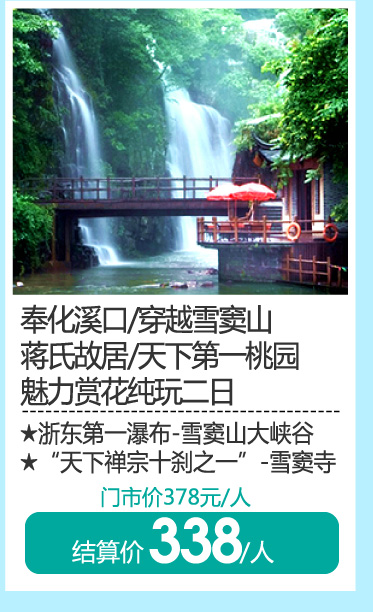 奉化溪口/穿越雪窦山
蒋氏故居/天下第一桃园
魅力赏花纯玩二日
★浙东第一瀑布-雪窦山大峡谷
★“天下禅宗十刹之一”-雪窦寺
门市价378元/人
结算价338/人